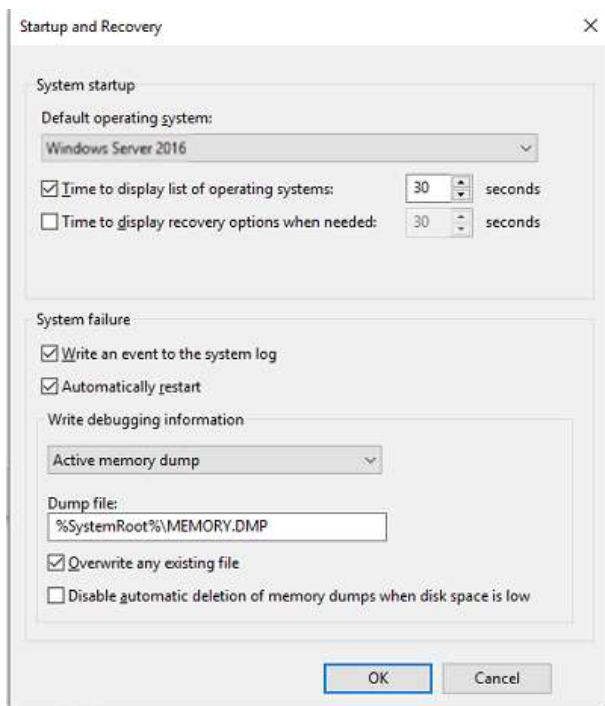 Startup and Recovery
System startup
Default operating system:
Windows Server 2016
Time to display list of operating systems: 30 seconds
Time to display recovery options when needed: 30 seconds
System failure
Write an event to the system log
Automatically restart
Write debugging information
Active memory dump
Dump file:
%SystemRoot%\MEMORY.DMP
Overwrite any existing file
Disable automatic deletion of memory dumps when disk space is low
OK Cancel